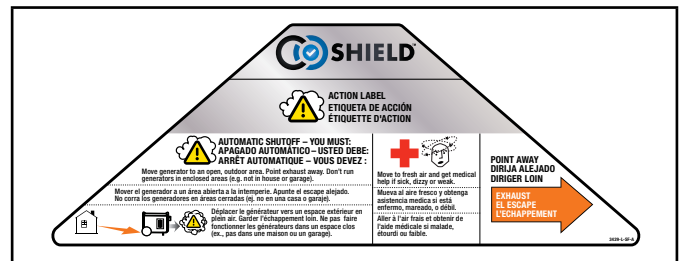 CO SHIELD™
ACTION LABEL
ETIQUETA DE ACCIÓN
ÉTIQUETTE D'ACTION
AUTOMATIC SHUTOFF – YOU MUST:
APAGADO AUTOMÁTICO – USTED DEBE:
ARRÊT AUTOMATIQUE – VOUS DEVEZ :
Move generator to an open, outdoor area. Point exhaust away. Don't run
generators in enclosed areas (e.g. not in house or garage).
Mover el generador a un área abierta a la intemperie. Apunte el escape alejado.
No corra los generadores en áreas cerradas (ej. no en una casa o garaje).
Déplacer le générateur vers un espace extérieur en
plein air. Garder l'échappement loin. Ne pas faire
fonctionner les générateurs dans un espace clos
(ex., pas dans une maison ou un garage).
Move to fresh air and get medical
help if sick, dizzy or weak.
Mueva al aire fresco y obtenga
asistencia medica si está
enfermo, mareado, o débil.
Aller à l'air frais et obtenir de
l'aide médicale si malade,
étourdi ou faible.
POINT AWAY
DIRIJA ALEJADO
DIRIGER LOIN
EXHAUST
EL ESCAPE
L'ÉCHAPPEMENT